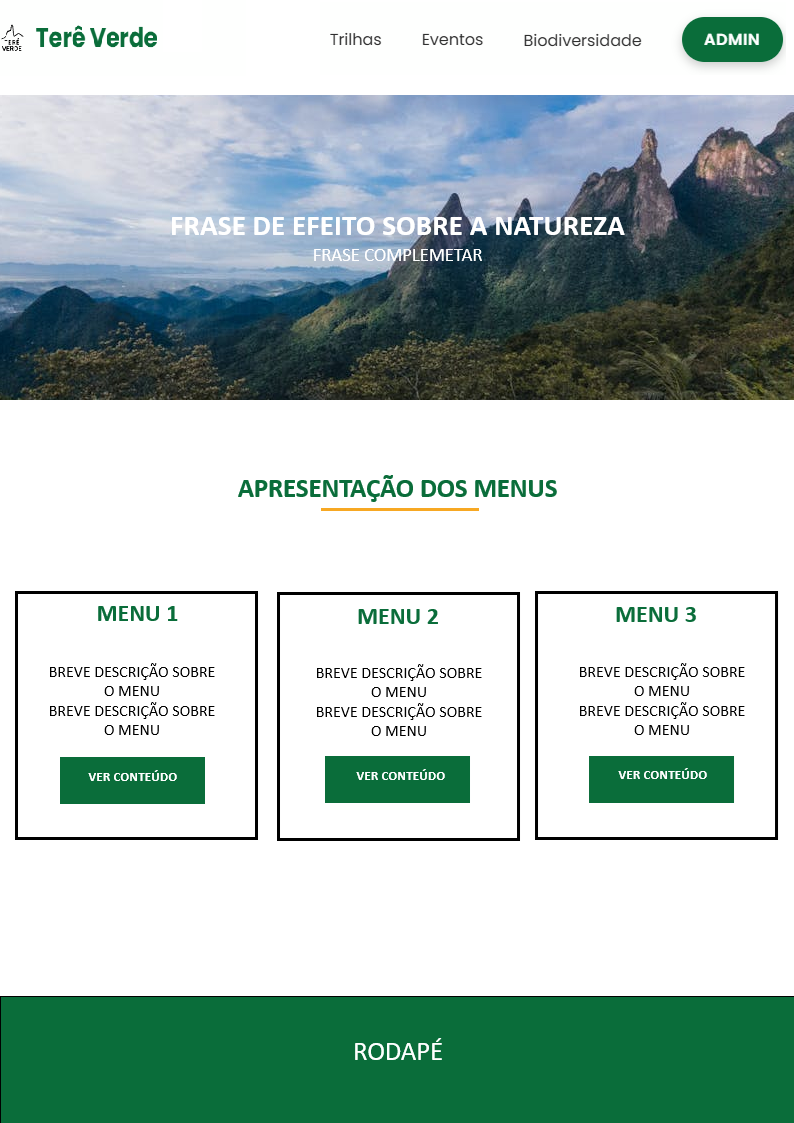 TERÊ
VERDE
Terê Verde
Trilhas
Eventos
Biodiversidade
ADMIN
FRASE DE EFEITO SOBRE A NATUREZA
FRASE COMPLEMETAR
APRESENTAÇÃO DOS MENUS
MENU 1
BREVE DESCRIÇÃO SOBRE
O MENU
BREVE DESCRIÇÃO SOBRE
O MENU
VER CONTEÚDO
MENU 2
BREVE DESCRIÇÃO SOBRE
O MENU
BREVE DESCRIÇÃO SOBRE
O MENU
VER CONTEÚDO
MENU 3
BREVE DESCRIÇÃO SOBRE
O MENU
BREVE DESCRIÇÃO SOBRE
O MENU
VER CONTEÚDO
RODAPÉ